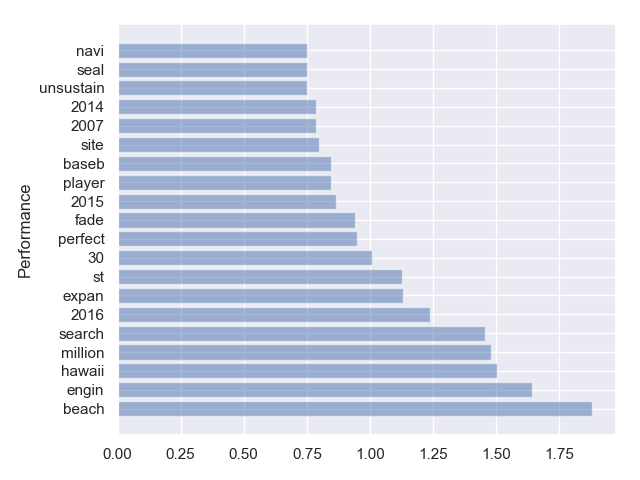 navi
seal
unsustain
2014
2007
site
baseb
player
2015
fade
perfect
30
st
expan
2016
search
million
hawaii
engin
beach
Performance
0.00 0.25 0.50 0.75 1.00 1.25 1.50 1.75